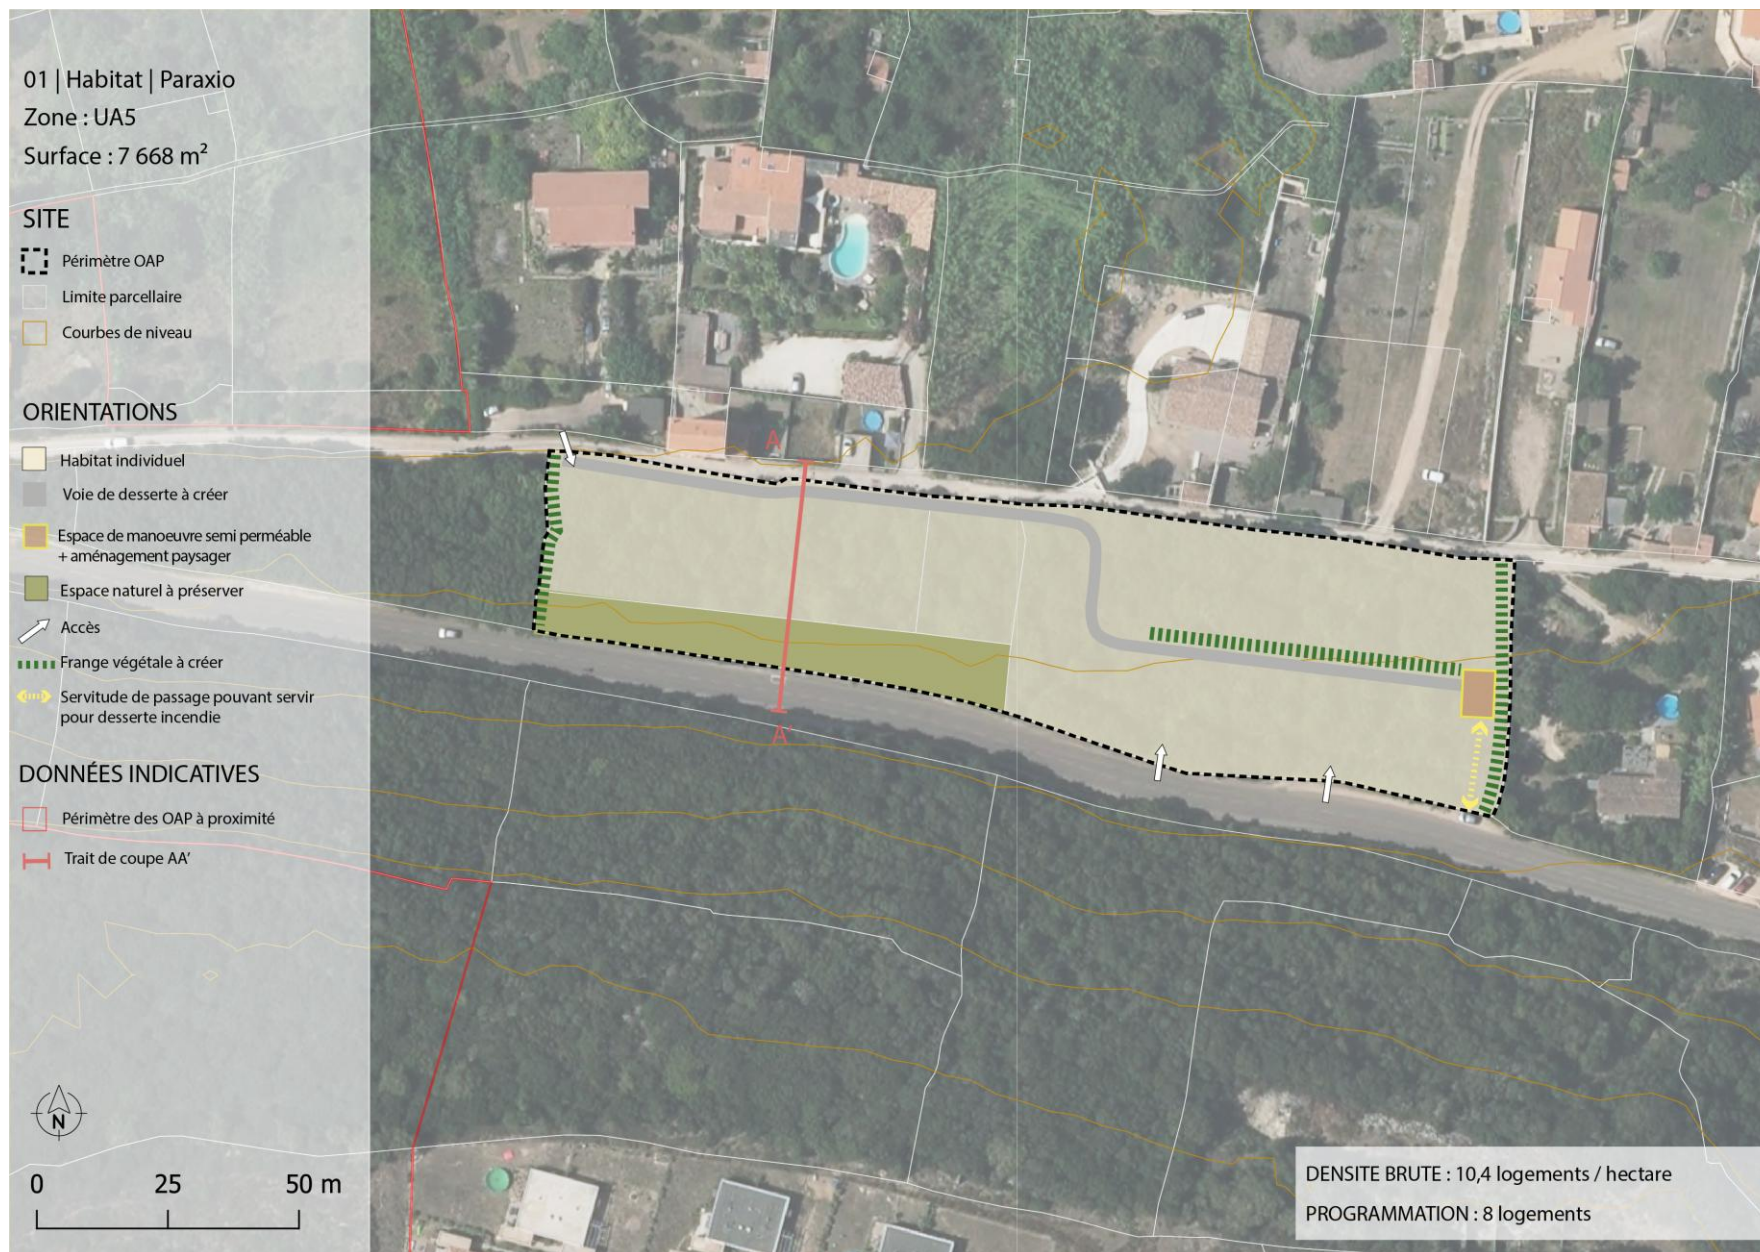 01 | Habitat | Paraxio
Zone : UA5
Surface : 7 668 m²
SITE
Périmètre OAP
Limite parcellaire
Courbes de niveau
ORIENTATIONS
Habitat individuel
Voie de desserte à créer
Espace de manoeuvre semi perméable
+ aménagement paysager
Espace naturel à préserver
Accès
Frange végétale à créer
Servitude de passage pouvant servir
pour desserte incendie
DONNÉES INDICATIVES
Périmètre des OAP à proximité
Trait de coupe AA’
A
A’
N
0 25 50 m
DENSITE BRUTE : 10,4 logements / hectare
PROGRAMMATION : 8 logements